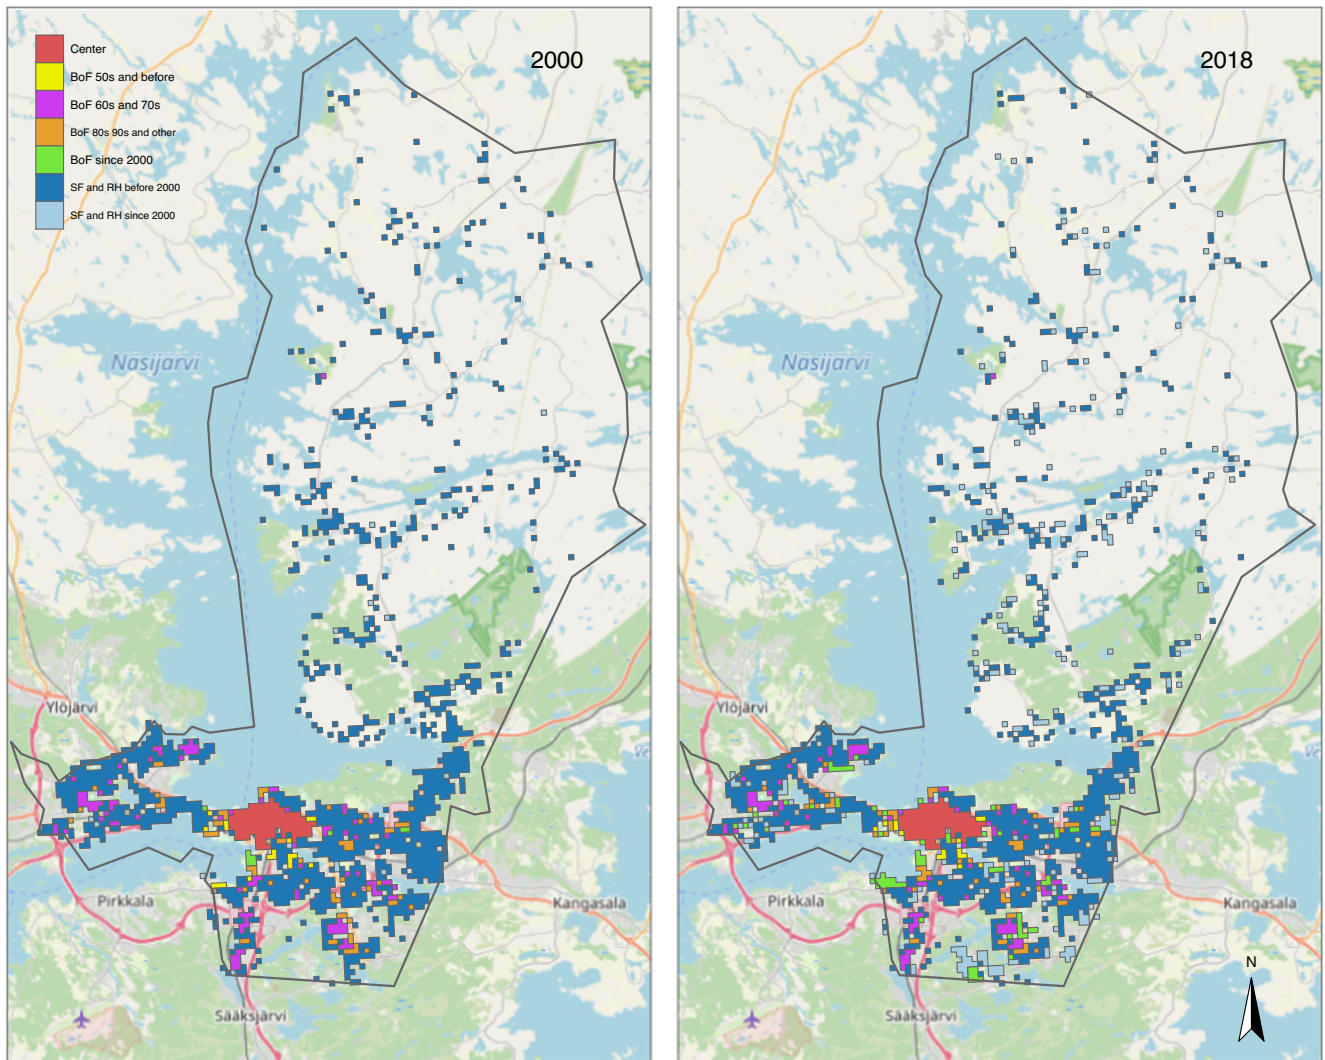 2000
Center
BoF 50s and before
BoF 60s and 70s
BoF 80s 90s and other
BoF since 2000
SF and RH before 2000
SF and RH since 2000
Näsijärvi
Ylöjärvi
Pirkkala
Kangasala
Sääksjärvi
2018
Näsijärvi
Ylöjärvi
Pirkkala
Kangasala
Sääksjärvi
N